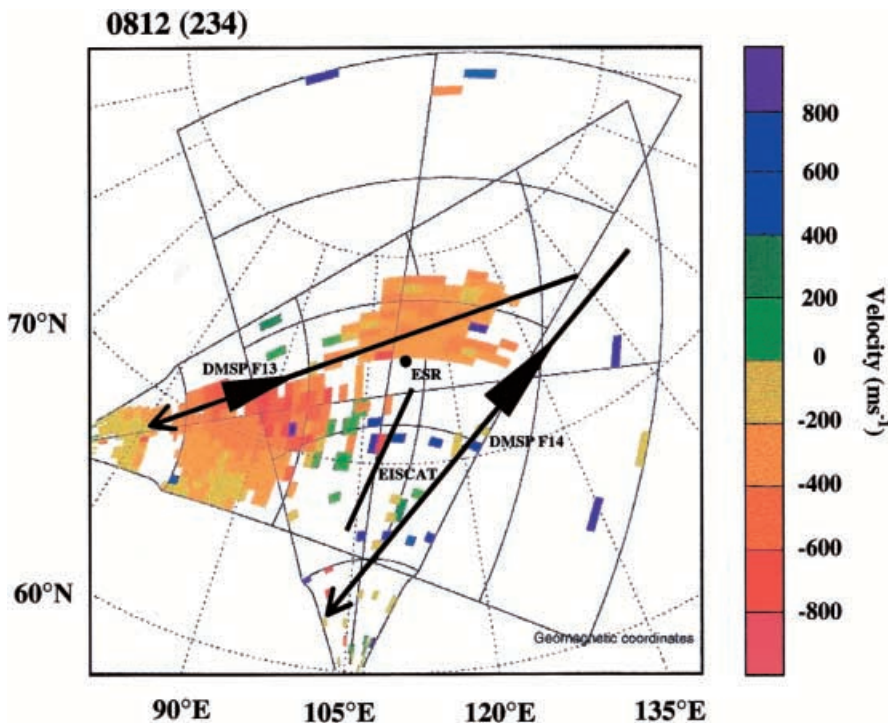 0812 (234)
800
600
400
200
0
-200
-400
-600
-800
Velocity (ms-1)
70°N
60°N
DMSP F13
ESR
DMSP F14
EISCAT
Geomagnetic coordinates
90°E
105°E
120°E
135°E